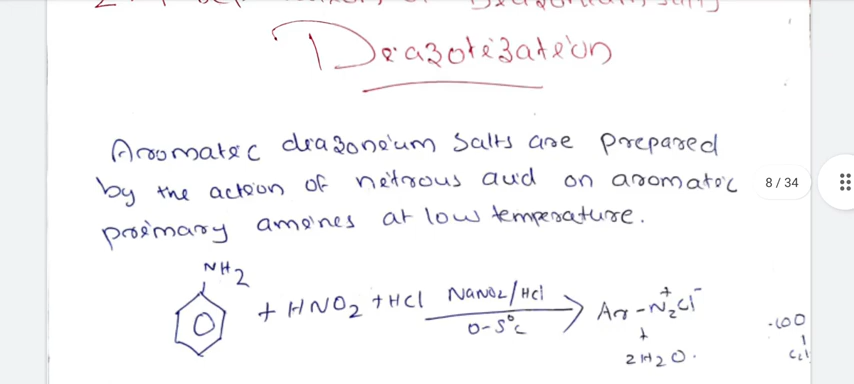 Diazotization
Aromatic diazonium salts are prepared
by the action of nitrous acid on aromatic
primary amines at low temperature.
8 / 34
NH2
+ HNO2 + HCl NaNO2/HCl Ar-N2+Cl-
0-5°C
+
2H2O.